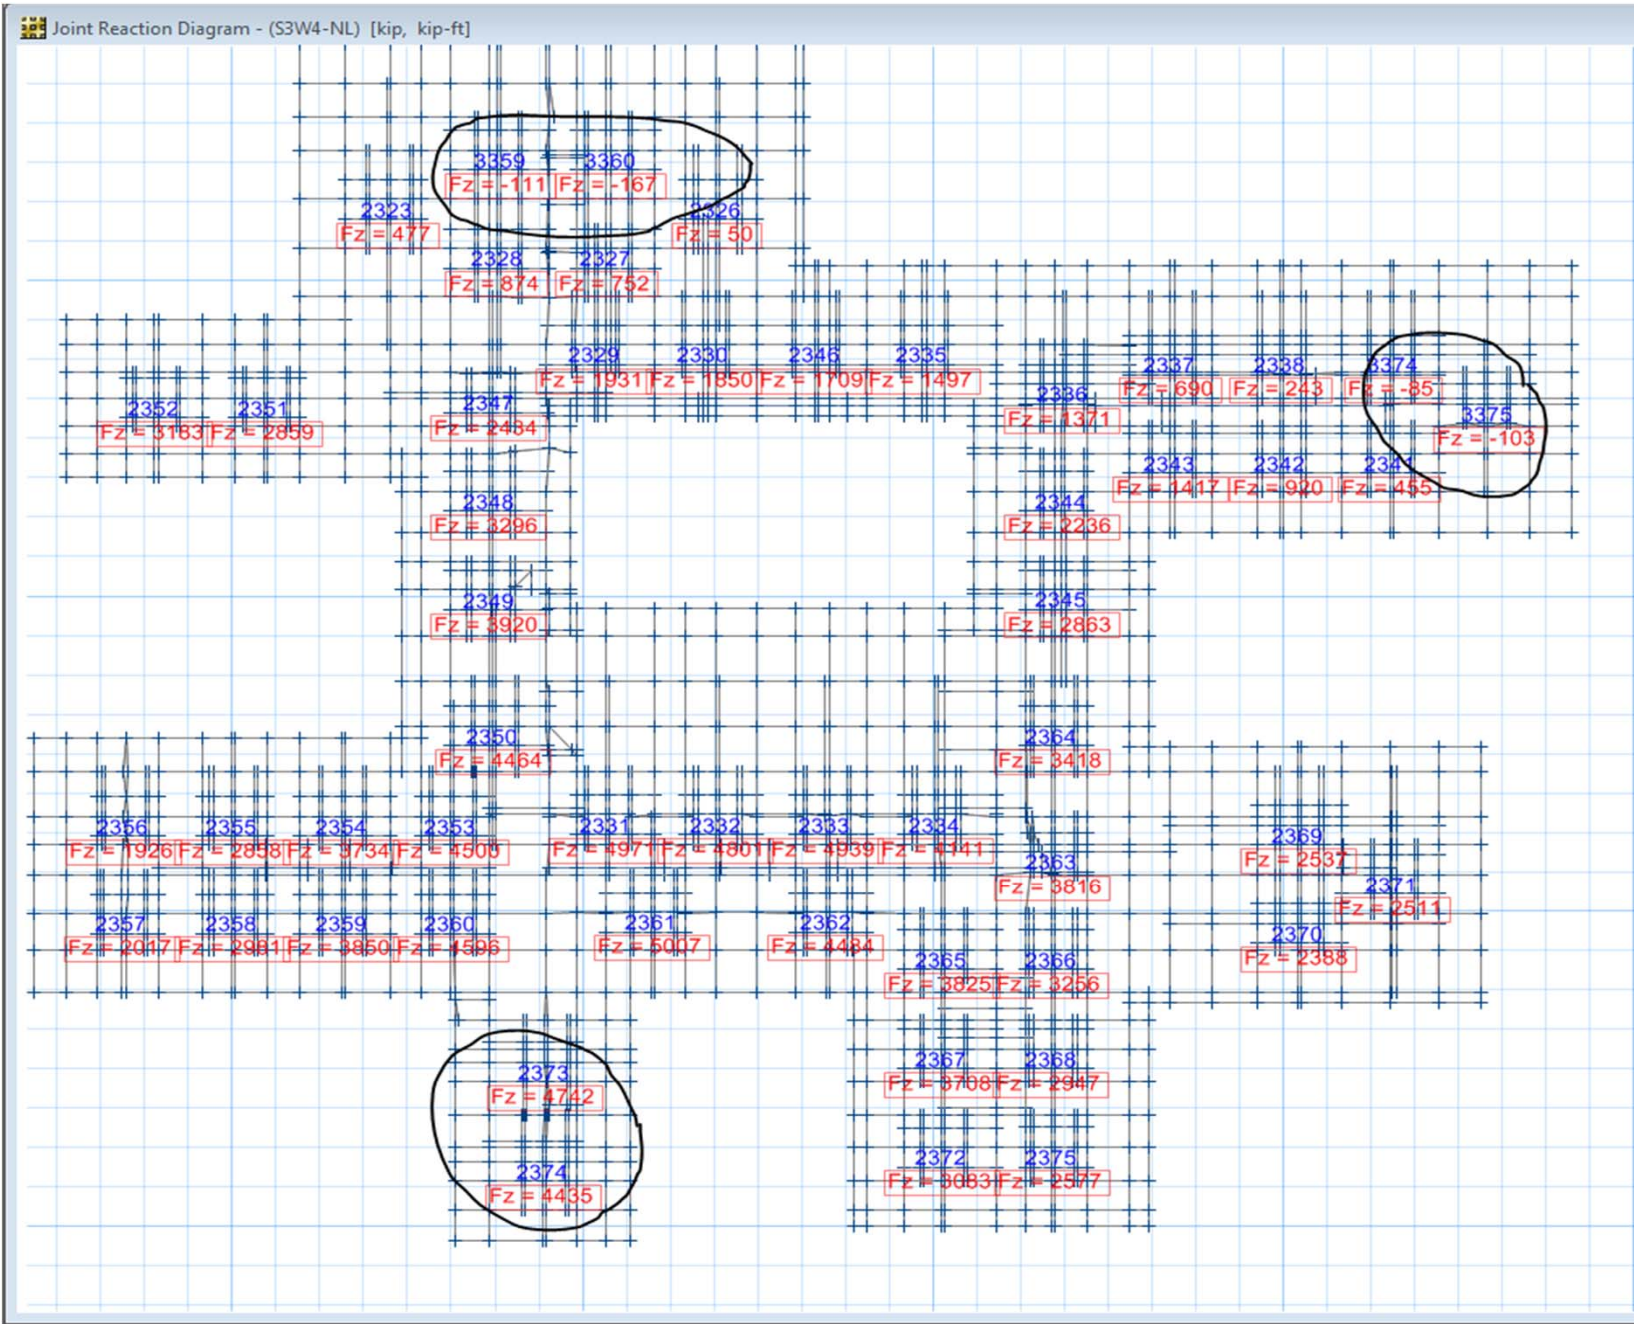 Joint Reaction Diagram - (S3W4-NL) [kip, kip-ft]
3359 3360
Fz = -111 Fz = -167
2323 2326
Fz = 477 Fz = 50
2328 2327
Fz = 874 Fz = 752
2329 2330 2346 2335
Fz = 1931 Fz = 1850 Fz = 1709 Fz = 1497
2337 2338 3374
Fz = 690 Fz = 243 Fz = -85
2336
Fz = 1371
2352 2351 2347 3375
Fz = 3183 Fz = 2859 Fz = 2484 Fz = -103
2343 2342 2341
Fz = 1417 Fz = 920 Fz = 455
2348 2344
Fz = 3296 Fz = 2236
2349 2345
Fz = 3920 Fz = 2863
2350 2364
Fz = 4464 Fz = 3418
2356 2355 2354 2353 2331 2332 2333 2334 2369
Fz = 1926 Fz = 2858 Fz = 3734 Fz = 4500 Fz = 4971 Fz = 4801 Fz = 4939 Fz = 4141 Fz = 2537
2363 2371
Fz = 3816 Fz = 2511
2357 2358 2359 2360 2361 2362 2370
Fz = 2017 Fz = 2981 Fz = 3850 Fz = 4596 Fz = 5007 Fz = 4484 Fz = 2388
2365 2366
Fz = 3825 Fz = 3256
2373 2367 2368
Fz = 4742 Fz = 3708 Fz = 2947
2374 2372 2375
Fz = 4435 Fz = 3083 Fz = 2577